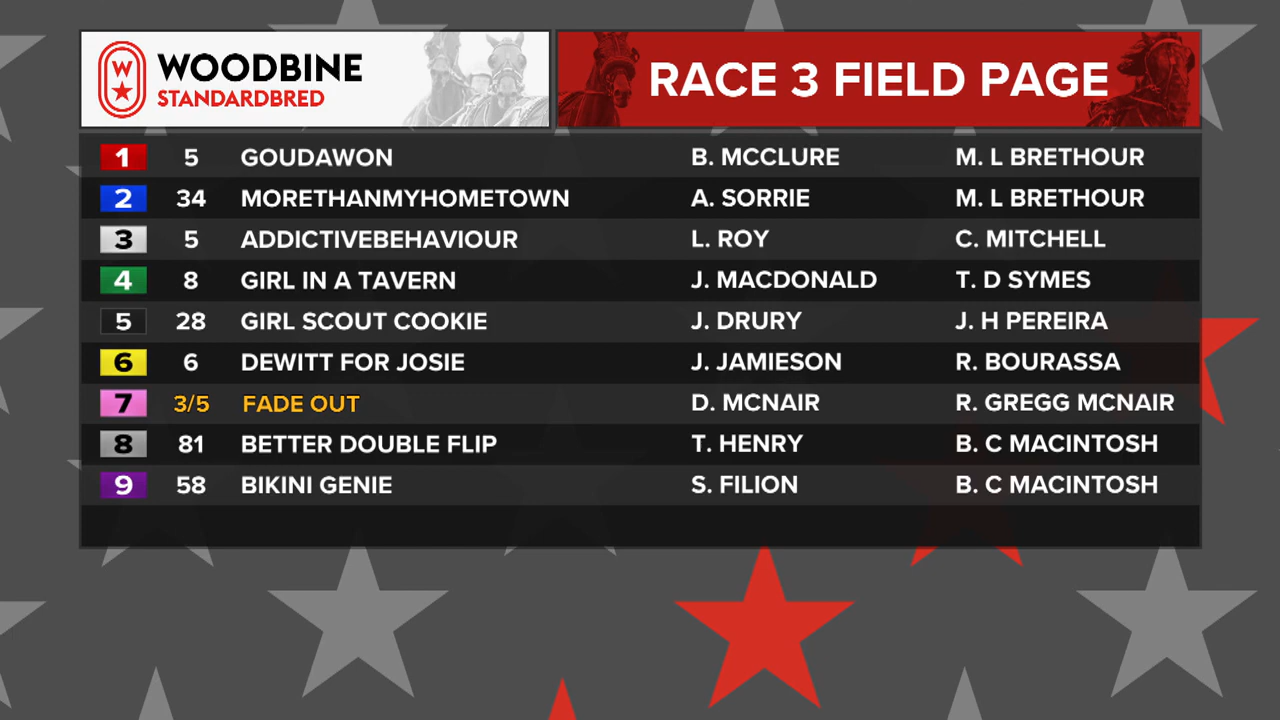 W
WOODBINE
STANDARDBRED
RACE 3 FIELD PAGE
1 5 GOUDAWON B. MCCLURE M. L BRETHOUR
2 34 MORETHANMYHOMETOWN A. SORRIE M. L BRETHOUR
3 5 ADDICTIVEBEHAVIOUR L. ROY C. MITCHELL
4 8 GIRL IN A TAVERN J. MACDONALD T. D SYMES
5 28 GIRL SCOUT COOKIE J. DRURY J. H PEREIRA
6 6 DEWITT FOR JOSIE J. JAMIESON R. BOURASSA
7 3/5 FADE OUT D. MCNAIR R. GREGG MCNAIR
8 81 BETTER DOUBLE FLIP T. HENRY B. C MACINTOSH
9 58 BIKINI GENIE S. FILION B. C MACINTOSH